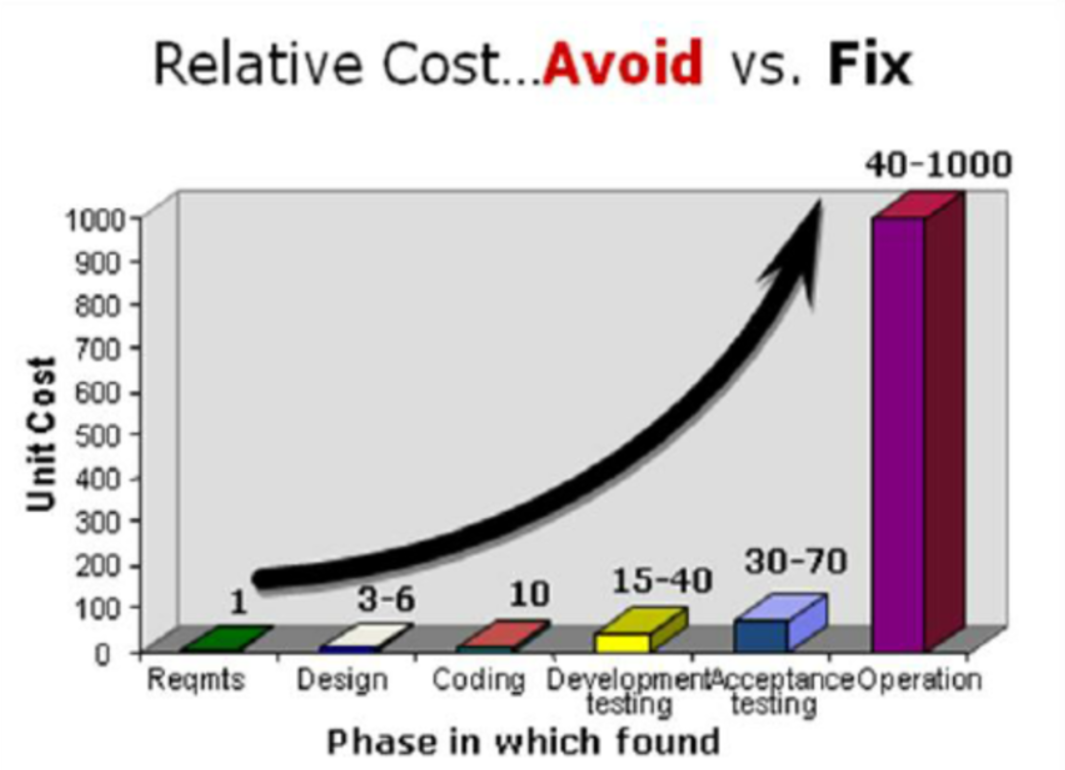 Relative Cost...Avoid vs. Fix
40-1000
1000
900
800
700
600
500
400
300
200
100
0
Unit Cost
1
3-6
10
15-40
30-70
Reqmts
Design
Coding
Development
testing
Acceptance
testing
Operation
Phase in which found